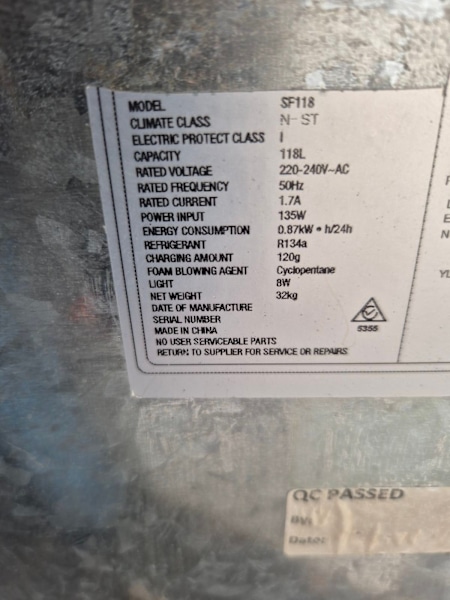 MODEL SF118
CLIMATE CLASS N-ST
ELECTRIC PROTECT CLASS I
CAPACITY 118L
RATED VOLTAGE 220-240V~AC
RATED FREQUENCY 50Hz
RATED CURRENT 1.7A
POWER INPUT 135W
ENERGY CONSUMPTION 0.87kW•h/24h
REFRIGERANT R134a
CHARGING AMOUNT 120g
FOAM BLOWING AGENT Cyclopentane
LIGHT 8W
NET WEIGHT 32kg
DATE OF MANUFACTURE
SERIAL NUMBER
MADE IN CHINA
NO USER SERVICEABLE PARTS
RETURN TO SUPPLIER FOR SERVICE OR REPAIRS
5355
QC PASSED
By:
Date: